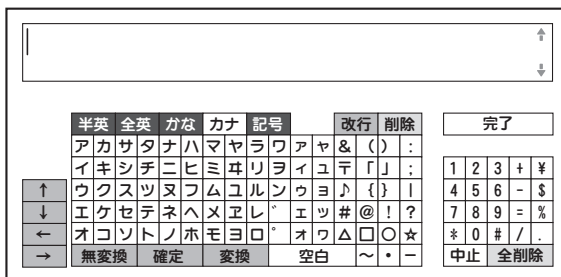 半英 全英 かな カナ 記号 改行 削除 完了
ア カ サ タ ナ ハ マ ヤ ラ ワ ァ ャ & ( ) :
イ キ シ チ ニ ヒ ミ ヰ リ ヲ ィ ュ 〒 「 」 ; 1 2 3 + ¥
↑ ウ ク ス ツ ヌ フ ム ユ ル ン ゥ ョ ♪ { } | 4 5 6 - $
↓ エ ケ セ テ ネ ヘ メ ヱ レ ゛ ェ ッ # @ ! ? 7 8 9 = %
← オ コ ソ ト ノ ホ モ ヨ ロ ゜ ォ ヮ △ □ ○ ☆ * 0 # / .
→ 無変換 確定 変換 空白 ~ ・ ー 中止 全削除